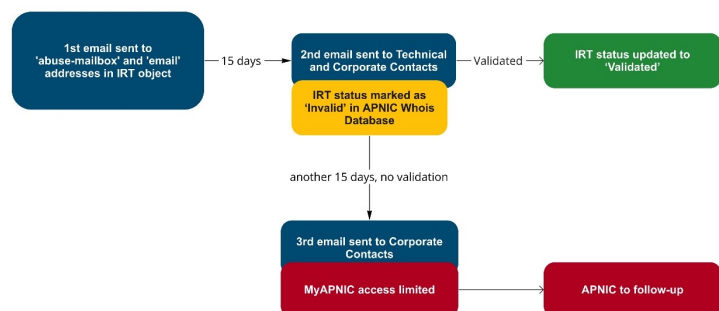 1st email sent to
'abuse-mailbox' and 'email'
addresses in IRT object
15 days
2nd email sent to Technical
and Corporate Contacts
Validated
IRT status updated to
‘Validated’
IRT status marked as
‘Invalid’ in APNIC Whois
Database
another 15 days, no validation
3rd email sent to Corporate
Contacts
MyAPNIC access limited
APNIC to follow-up